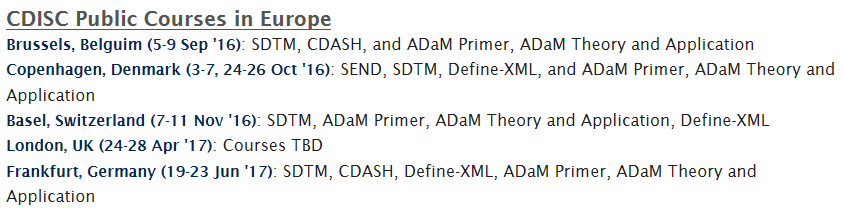 CDISC Public Courses in Europe
Brussels, Belguim (5-9 Sep '16): SDTM, CDASH, and ADaM Primer, ADaM Theory and Application
Copenhagen, Denmark (3-7, 24-26 Oct '16): SEND, SDTM, Define-XML, and ADaM Primer, ADaM Theory and
Application
Basel, Switzerland (7-11 Nov '16): SDTM, ADaM Primer, ADaM Theory and Application, Define-XML
London, UK (24-28 Apr '17): Courses TBD
Frankfurt, Germany (19-23 Jun '17): SDTM, CDASH, Define-XML, ADaM Primer, ADaM Theory and
Application